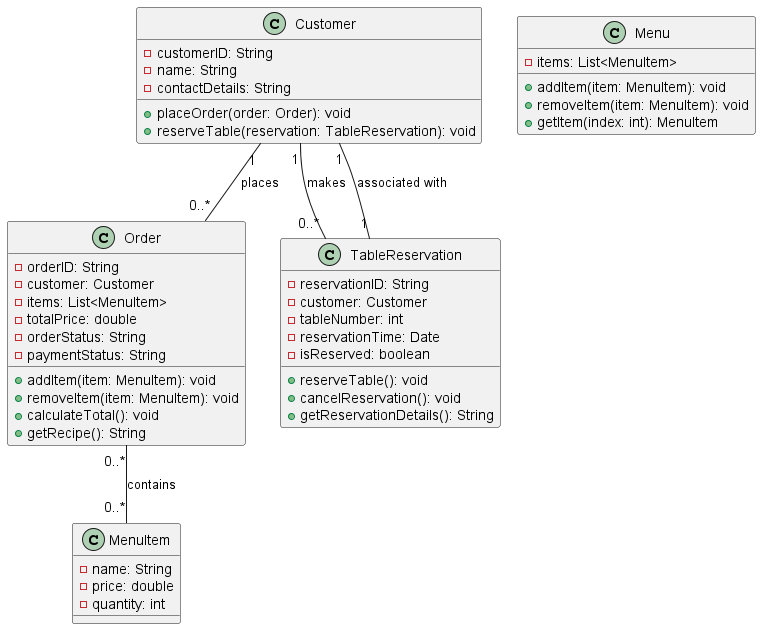 C Customer
customerID: String
name: String
contactDetails: String
placeOrder(order: Order): void
reserveTable(reservation: TableReservation): void
C Menu
items: List<MenuItem>
addItem(item: MenuItem): void
removeItem(item: MenuItem): void
getItem(index: int): MenuItem
1
1
1
places
makes
associated with
0..*
0..*
1
C Order
orderID: String
customer: Customer
items: List<MenuItem>
totalPrice: double
orderStatus: String
paymentStatus: String
addItem(item: MenuItem): void
removeItem(item: MenuItem): void
calculateTotal(): void
getRecipe(): String
C TableReservation
reservationID: String
customer: Customer
tableNumber: int
reservationTime: Date
isReserved: boolean
reserveTable(): void
cancelReservation(): void
getReservationDetails(): String
0..*
contains
0..*
C MenuItem
name: String
price: double
quantity: int